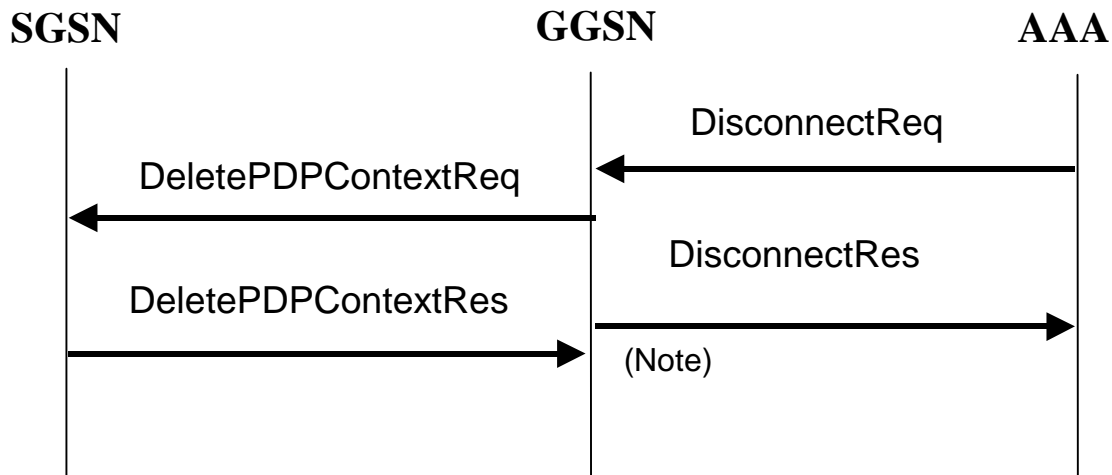 SGSN GGSN AAA
DisconnectReq
DeletePDPContextReq
DisconnectRes
DeletePDPContextRes
(Note)